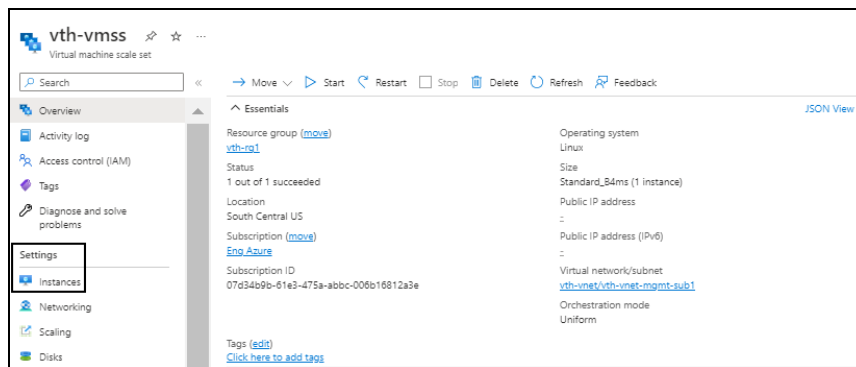 vth-vmss ...
Virtual machine scale set
Search
Move Start Restart Stop Delete Refresh Feedback
Overview
Activity log
Access control (IAM)
Tags
Diagnose and solve
problems
Settings
Instances
Networking
Scaling
Disks
Essentials
JSON View
Resource group (move)
vth-rg1
Status
1 out of 1 succeeded
Location
South Central US
Subscription (move)
Eng Azure
Subscription ID
07d34b9b-61e3-475a-abbc-006b16812a3e
Operating system
Linux
Size
Standard_B4ms (1 instance)
Public IP address
-
Public IP address (IPv6)
-
Virtual network/subnet
vth-vnet/vth-vnet-mgmt-sub1
Orchestration mode
Uniform
Tags (edit)
Click here to add tags